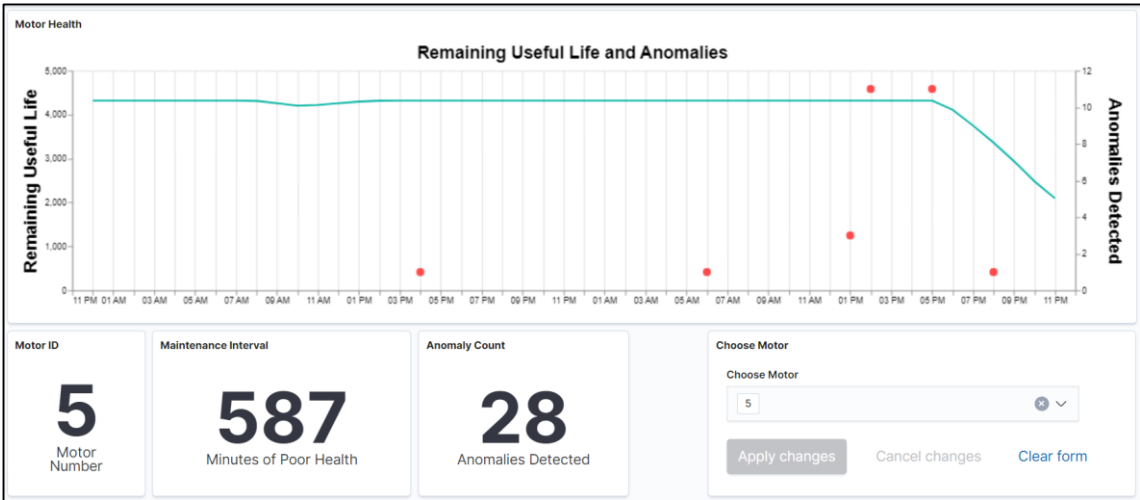 Motor Health
Remaining Useful Life and Anomalies
Remaining Useful Life
5,000
4,000
3,000
2,000
1,000
0
12
10
8
6
4
2
0
Anomalies Detected
11 PM 01 AM 03 AM 05 AM 07 AM 09 AM 11 AM 01 PM 03 PM 05 PM 07 PM 09 PM 11 PM 01 AM 03 AM 05 AM 07 AM 09 AM 11 AM 01 PM 03 PM 05 PM 07 PM 09 PM 11 PM
Motor ID
5
Motor
Number
Maintenance Interval
587
Minutes of Poor Health
Anomaly Count
28
Anomalies Detected
Choose Motor
Choose Motor
5
Apply changes Cancel changes Clear form